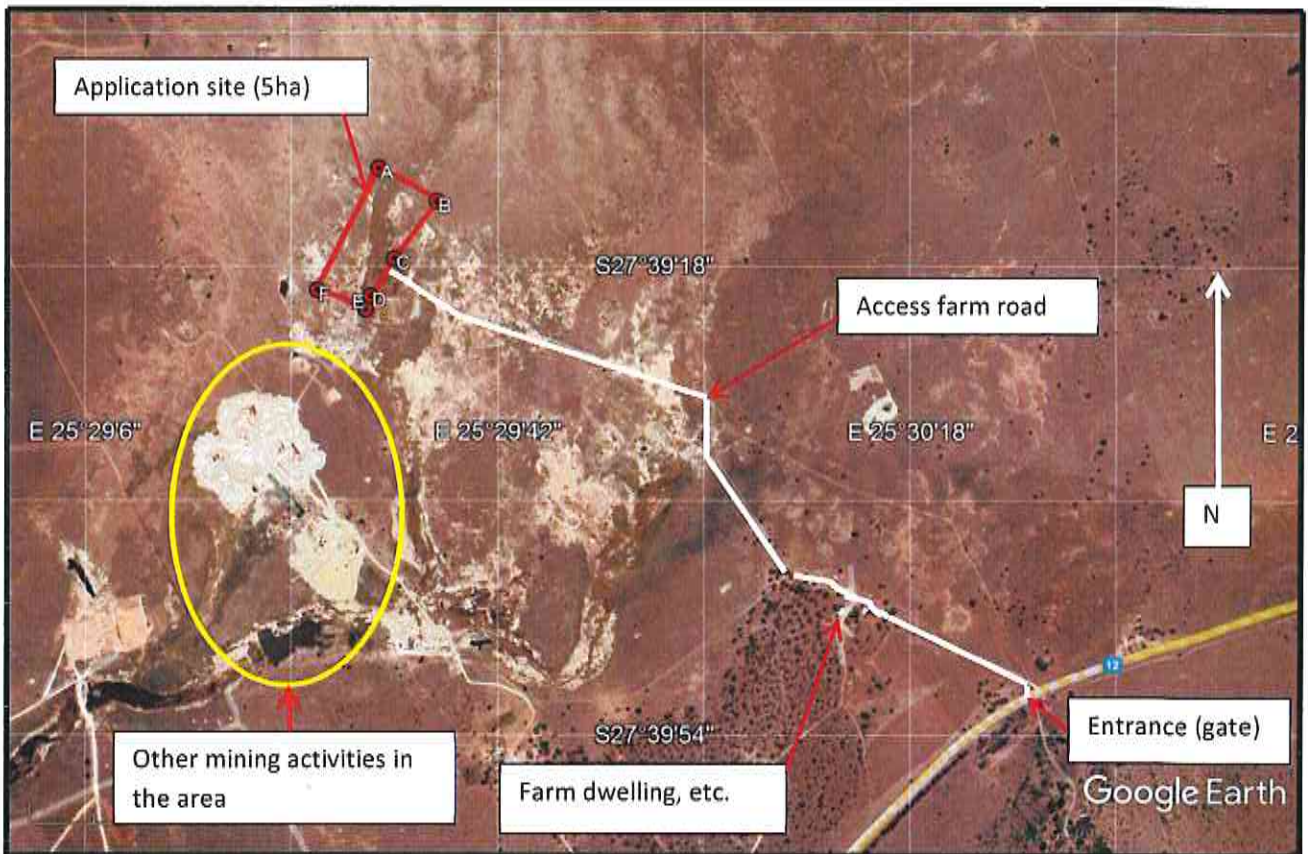 Application site (5ha)
A
B
C
S27°39'18"
F
E
D
Access farm road
E 25°29'6"
E 25°29'42"
E 25°30'18"
E 2
N
12
Entrance (gate)
S27°39'54"
Other mining activities in
the area
Farm dwelling, etc.
Google Earth